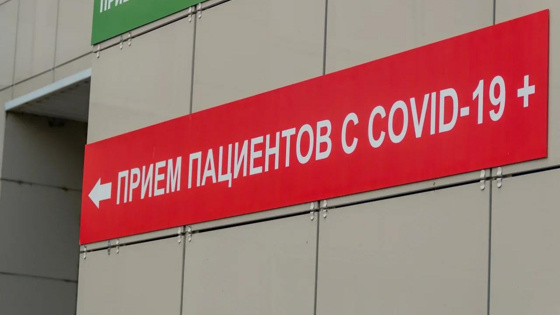 ПРИЕМ ПАЦИЕНТОВ С COVID-19 +